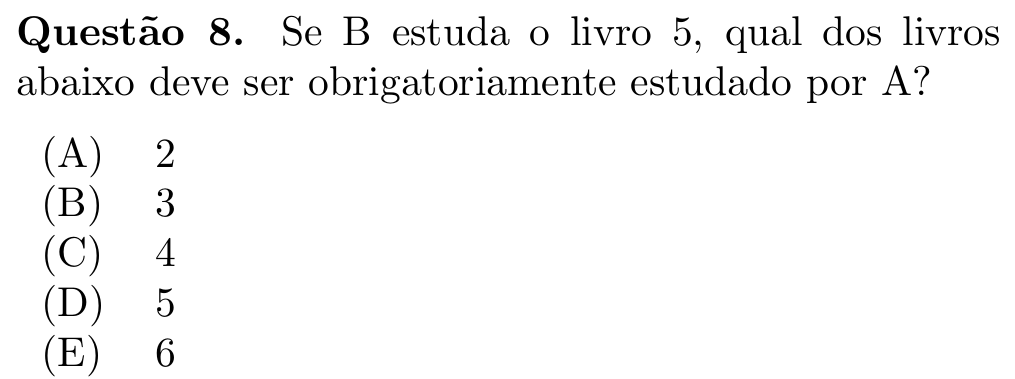 Questão 8. Se B estuda o livro 5, qual dos livros
abaixo deve ser obrigatoriamente estudado por A?
(A) 2
(B) 3
(C) 4
(D) 5
(E) 6